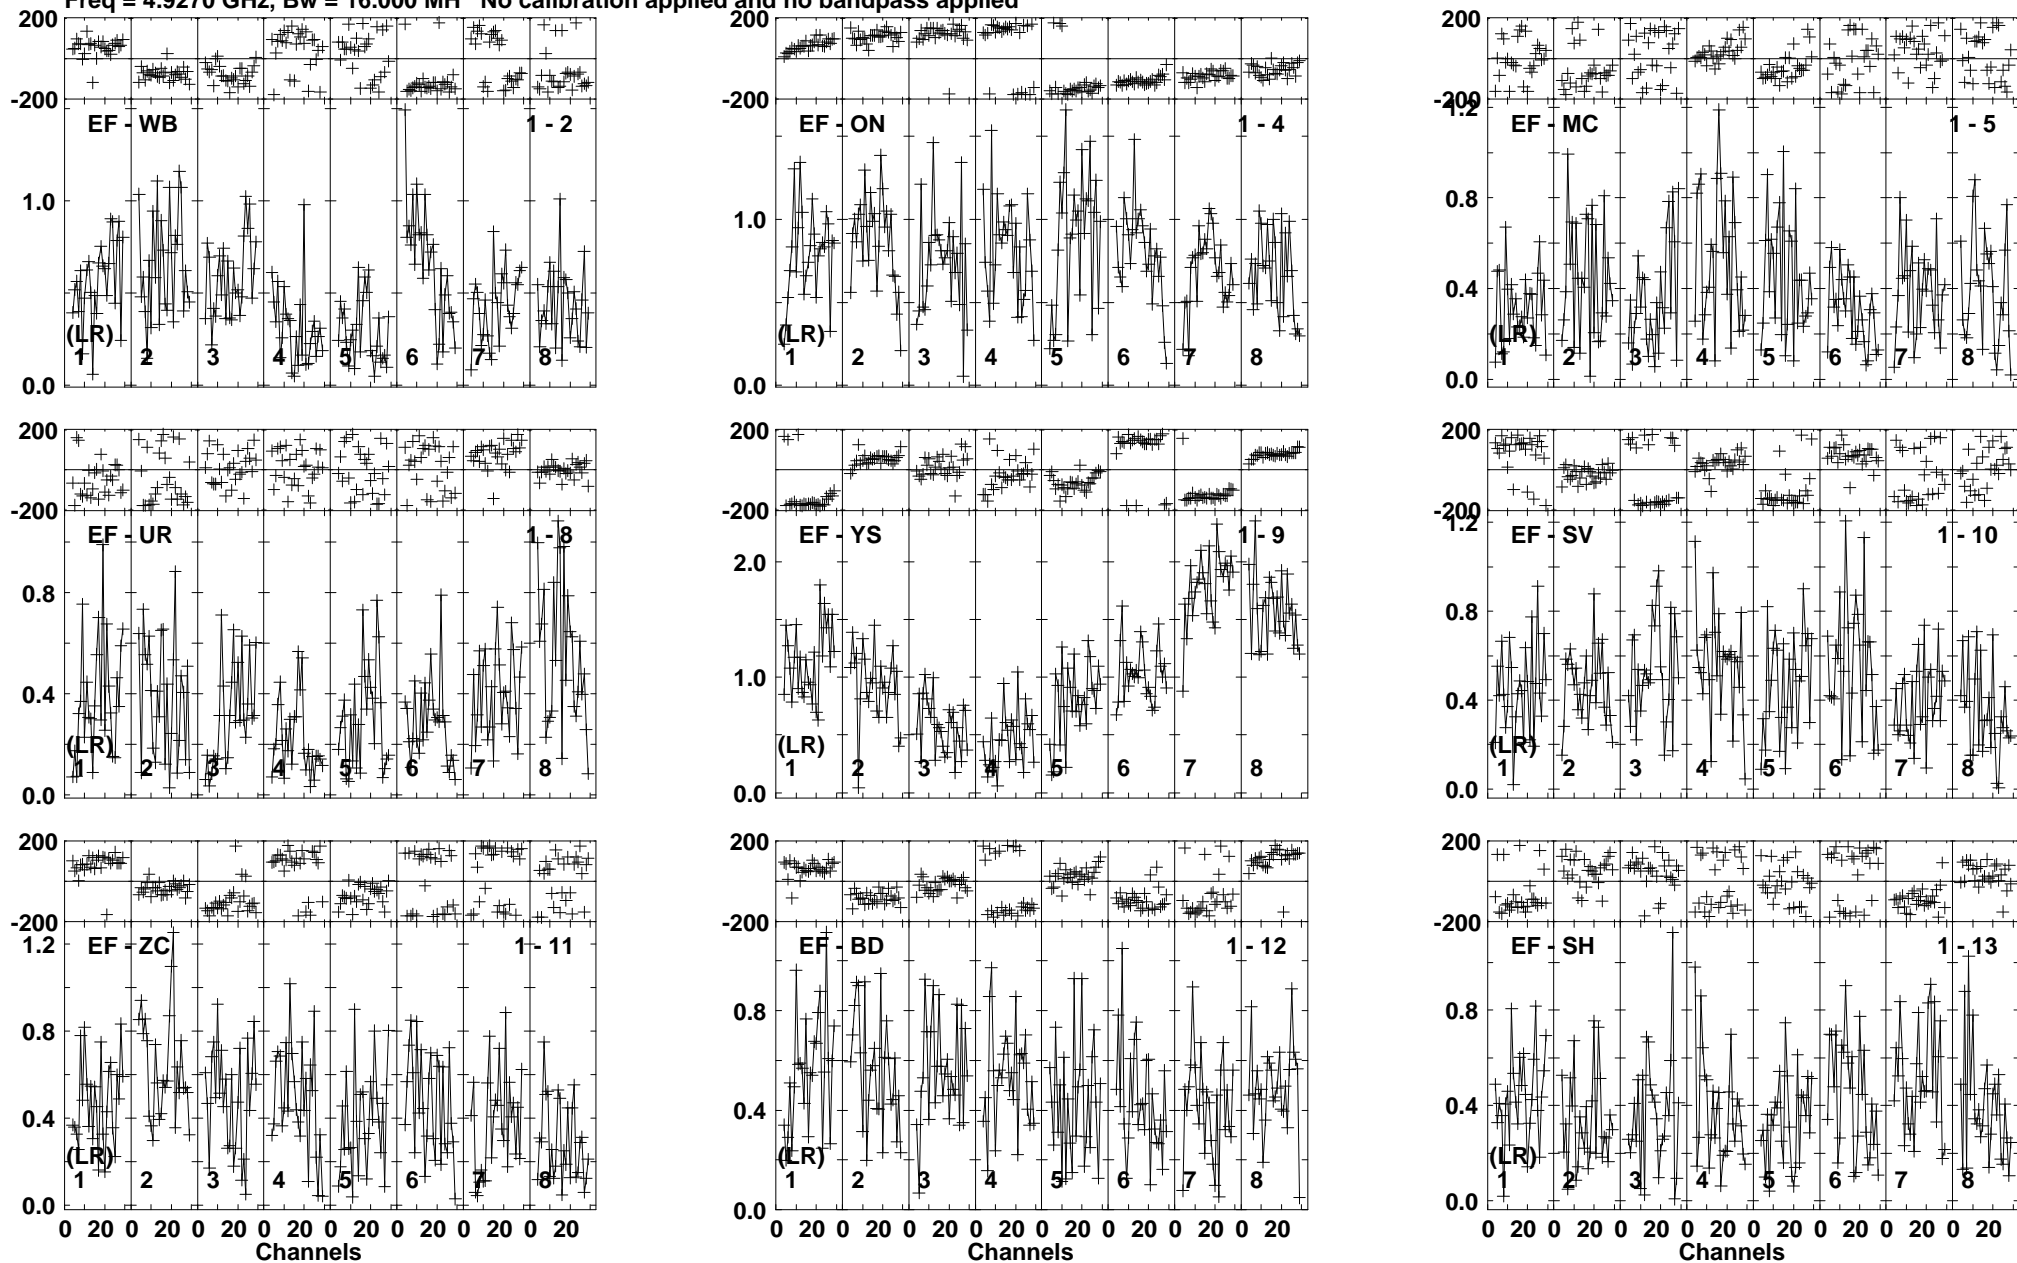 Freq = 4.9270 GHz, Bw = 16.000 MH No calibration applied and no bandpass applied
200 200 200
-200 -200 -200
EF - WB 1 - 2 EF - ON 1 - 4 1.2 EF - MC 1 - 5
1.0 1.0 0.8
0.4
(LR) (LR) (LR)
1 2 3 4 5 6 7 8 1 2 3 4 5 6 7 8 1 2 3 4 5 6 7 8
0.0 0.0 0.0
200 200 200
-200 -200 -200
EF - UR 1 - 8 EF - YS 1 - 9 1.2 EF - SV 1 - 10
0.8 2.0 0.8
0.4 1.0 0.4
(LR) (LR) (LR)
1 2 3 4 5 6 7 8 1 2 3 4 5 6 7 8 1 2 3 4 5 6 7 8
0.0 0.0 0.0
200 200 200
-200 -200 -200
1.2 EF - ZC 1 - 11 EF - BD 1 - 12 EF - SH 1 - 13
0.8 0.8 0.8
0.4 0.4 0.4
(LR) (LR) (LR)
1 2 3 4 5 6 7 8 1 2 3 4 5 6 7 8 1 2 3 4 5 6 7 8
0.0 0.0 0.0
0 20 0 20 0 20 0 20 0 20 0 20 0 20 0 20 0 20 0 20 0 20 0 20 0 20 0 20 0 20 0 20 0 20 0 20 0 20 0 20 0 20 0 20 0 20 0 20
Channels Channels Channels